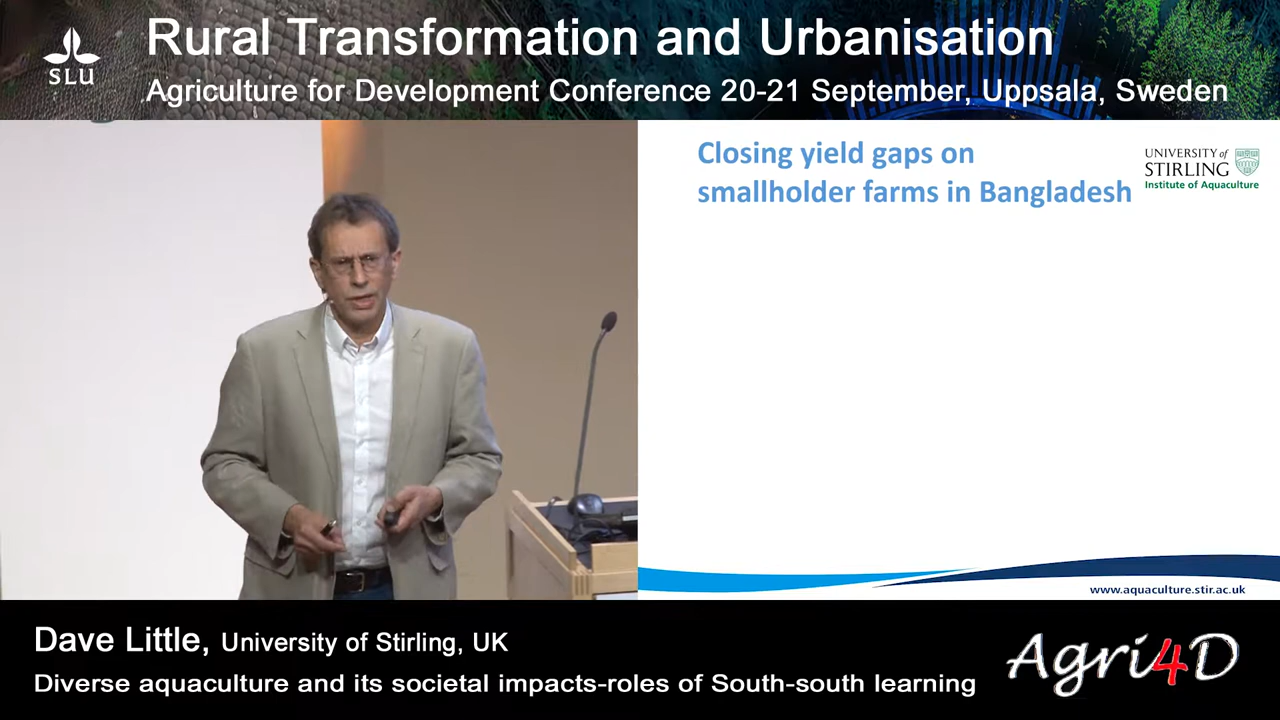 SLU
Rural Transformation and Urbanisation
Agriculture for Development Conference 20-21 September, Uppsala, Sweden
Closing yield gaps on
smallholder farms in Bangladesh
UNIVERSITY of
STIRLING
Institute of Aquaculture
www.aquaculture.stir.ac.uk
Dave Little, University of Stirling, UK
Diverse aquaculture and its societal impacts-roles of South-south learning
Agri4D